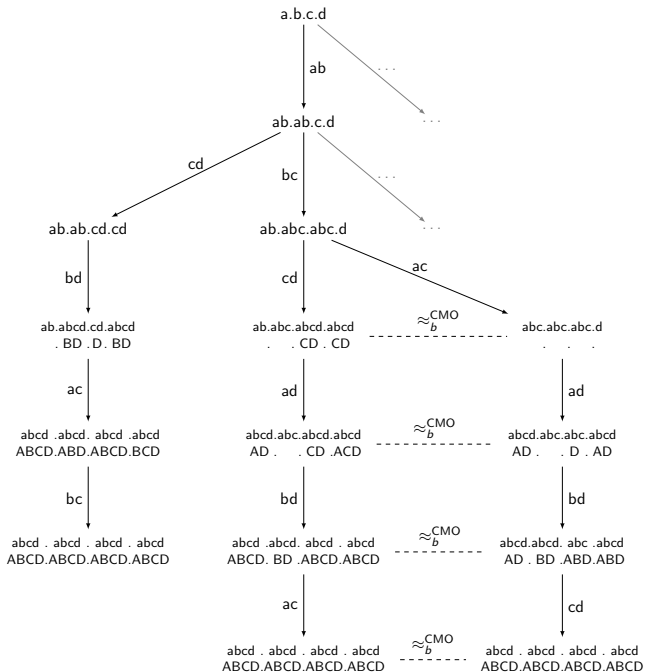 a.b.c.d
ab
. . .
ab.ab.c.d
. . .
cd
bc
. . .
ab.ab.cd.cd
ab.abc.abc.d
. . .
bd
cd
ac
ab.abcd.cd.abcd
. BD .D. BD
ab.abc.abcd.abcd
. . CD . CD
≈b^CMO
abc.abc.abc.d
. . .
ac
ad
ad
abcd .abcd. abcd .abcd
ABCD.ABD.ABCD.BCD
abcd.abc.abcd.abcd
AD . . CD .ACD
≈b^CMO
abcd.abc.abc.abcd
AD . . D . AD
bc
bd
bd
abcd . abcd . abcd . abcd
ABCD.ABCD.ABCD.ABCD
abcd .abcd. abcd . abcd
ABCD. BD .ABCD.ABCD
≈b^CMO
abcd.abcd. abc .abcd
AD . BD .ABD.ABD
ac
cd
abcd . abcd . abcd . abcd
ABCD.ABCD.ABCD.ABCD
≈b^CMO
abcd . abcd . abcd . abcd
ABCD.ABCD.ABCD.ABCD